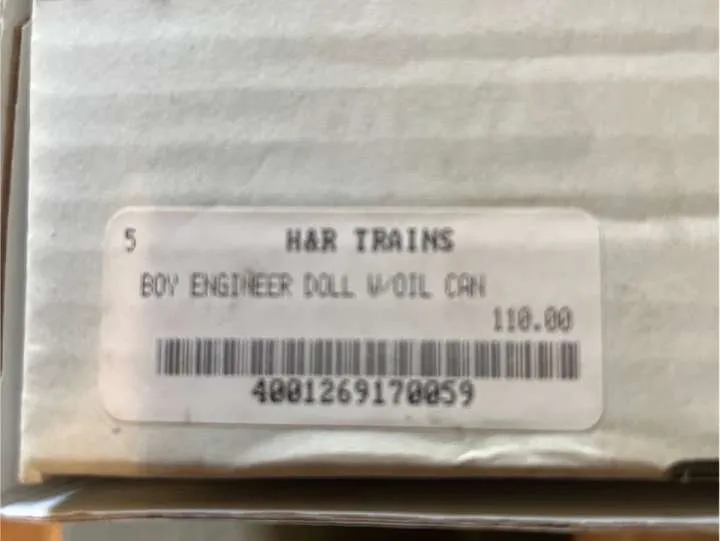 5 H&R TRAINS
BOY ENGINEER DOLL W/OIL CAN
110.00
4001269170059